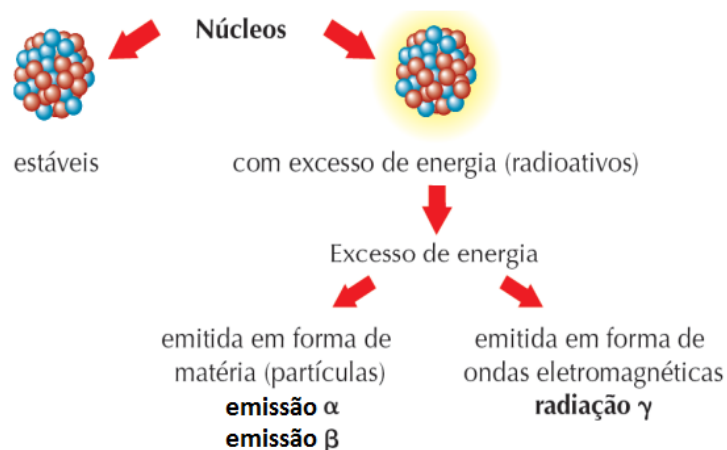 Núcleos
estáveis
com excesso de energia (radioativos)
Excesso de energia
emitida em forma de
matéria (partículas)
emissão α
emissão β
emitida em forma de
ondas eletromagnéticas
radiação γ